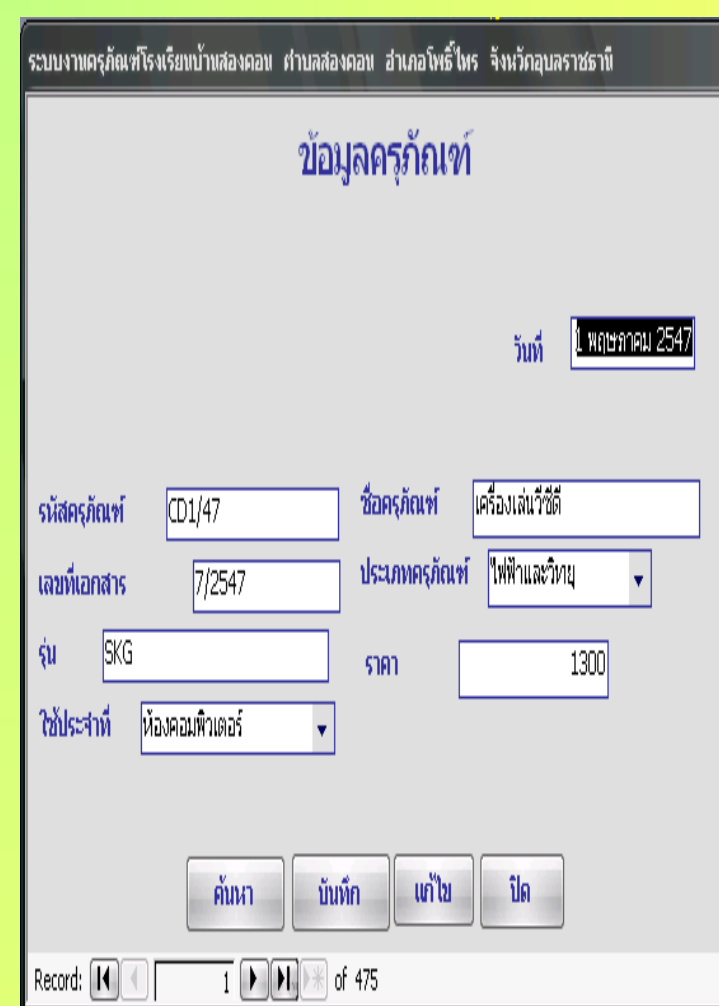 ระบบงานครุภัณฑ์โรงเรียนบ้านสองคอน ตำบลสองคอน อำเภอโพธิ์ไทร จังหวัดอุบลราชธานี
ข้อมูลครุภัณฑ์
วันที่ 1 พฤษภาคม 2547
รหัสครุภัณฑ์ CD1/47 ชื่อครุภัณฑ์ เครื่องเล่นวีซีดี
เลขที่เอกสาร 7/2547 ประเภทครุภัณฑ์ ไฟฟ้าและวิทยุ
รุ่น SKG ราคา 1300
ใช้ประจำที่ ห้องคอมพิวเตอร์
ค้นหา บันทึก แก้ไข ปิด
Record: 1 of 475